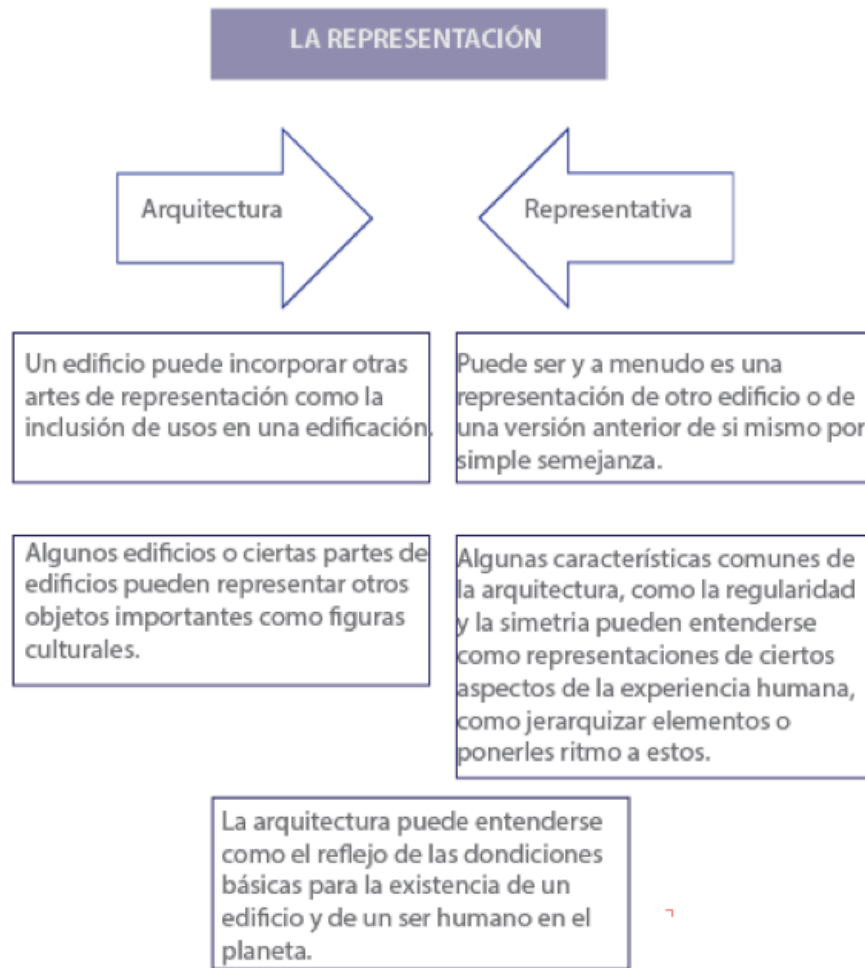 LA REPRESENTACIÓN
Arquitectura
Representativa
Un edificio puede incorporar otras
artes de representación como la
inclusión de usos en una edificación.
Puede ser y a menudo es una
representación de otro edificio o de
una versión anterior de si mismo por
simple semejanza.
Algunos edificios o ciertas partes de
edificios pueden representar otros
objetos importantes como figuras
culturales.
Algunas características comunes de
la arquitectura, como la regularidad
y la simetria pueden entenderse
como representaciones de ciertos
aspectos de la experiencia humana,
como jerarquizar elementos o
ponerles ritmo a estos.
La arquitectura puede entenderse
como el reflejo de las dondiciones
básicas para la existencia de un
edificio y de un ser humano en el
planeta.